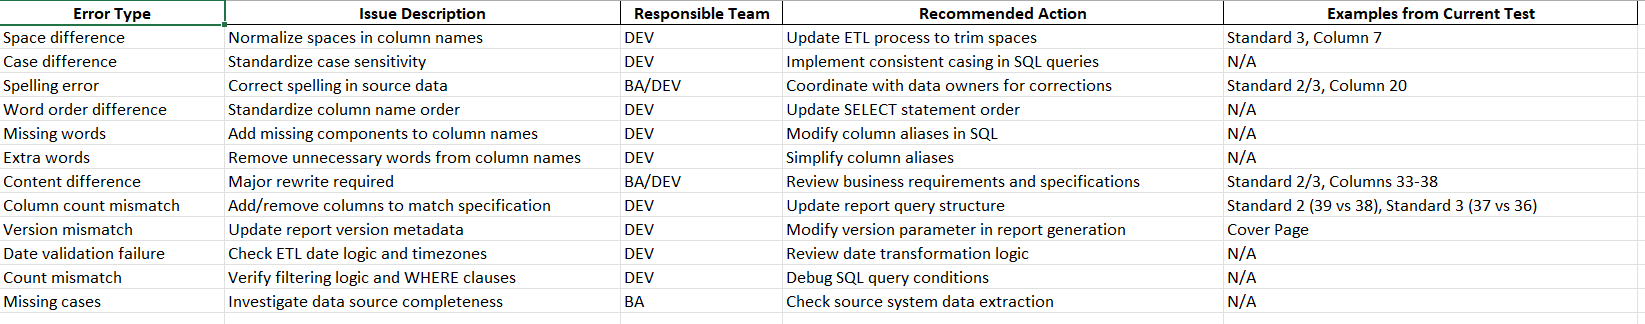 Error Type Issue Description Responsible Team Recommended Action Examples from Current Test
Space difference Normalize spaces in column names DEV Update ETL process to trim spaces Standard 3, Column 7
Case difference Standardize case sensitivity DEV Implement consistent casing in SQL queries N/A
Spelling error Correct spelling in source data BA/DEV Coordinate with data owners for corrections Standard 2/3, Column 20
Word order difference Standardize column name order DEV Update SELECT statement order N/A
Missing words Add missing components to column names DEV Modify column aliases in SQL N/A
Extra words Remove unnecessary words from column names DEV Simplify column aliases N/A
Content difference Major rewrite required BA/DEV Review business requirements and specifications Standard 2/3, Columns 33-38
Column count mismatch Add/remove columns to match specification DEV Update report query structure Standard 2 (39 vs 38), Standard 3 (37 vs 36)
Version mismatch Update report version metadata DEV Modify version parameter in report generation Cover Page
Date validation failure Check ETL date logic and timezones DEV Review date transformation logic N/A
Count mismatch Verify filtering logic and WHERE clauses DEV Debug SQL query conditions N/A
Missing cases Investigate data source completeness BA Check source system data extraction N/A